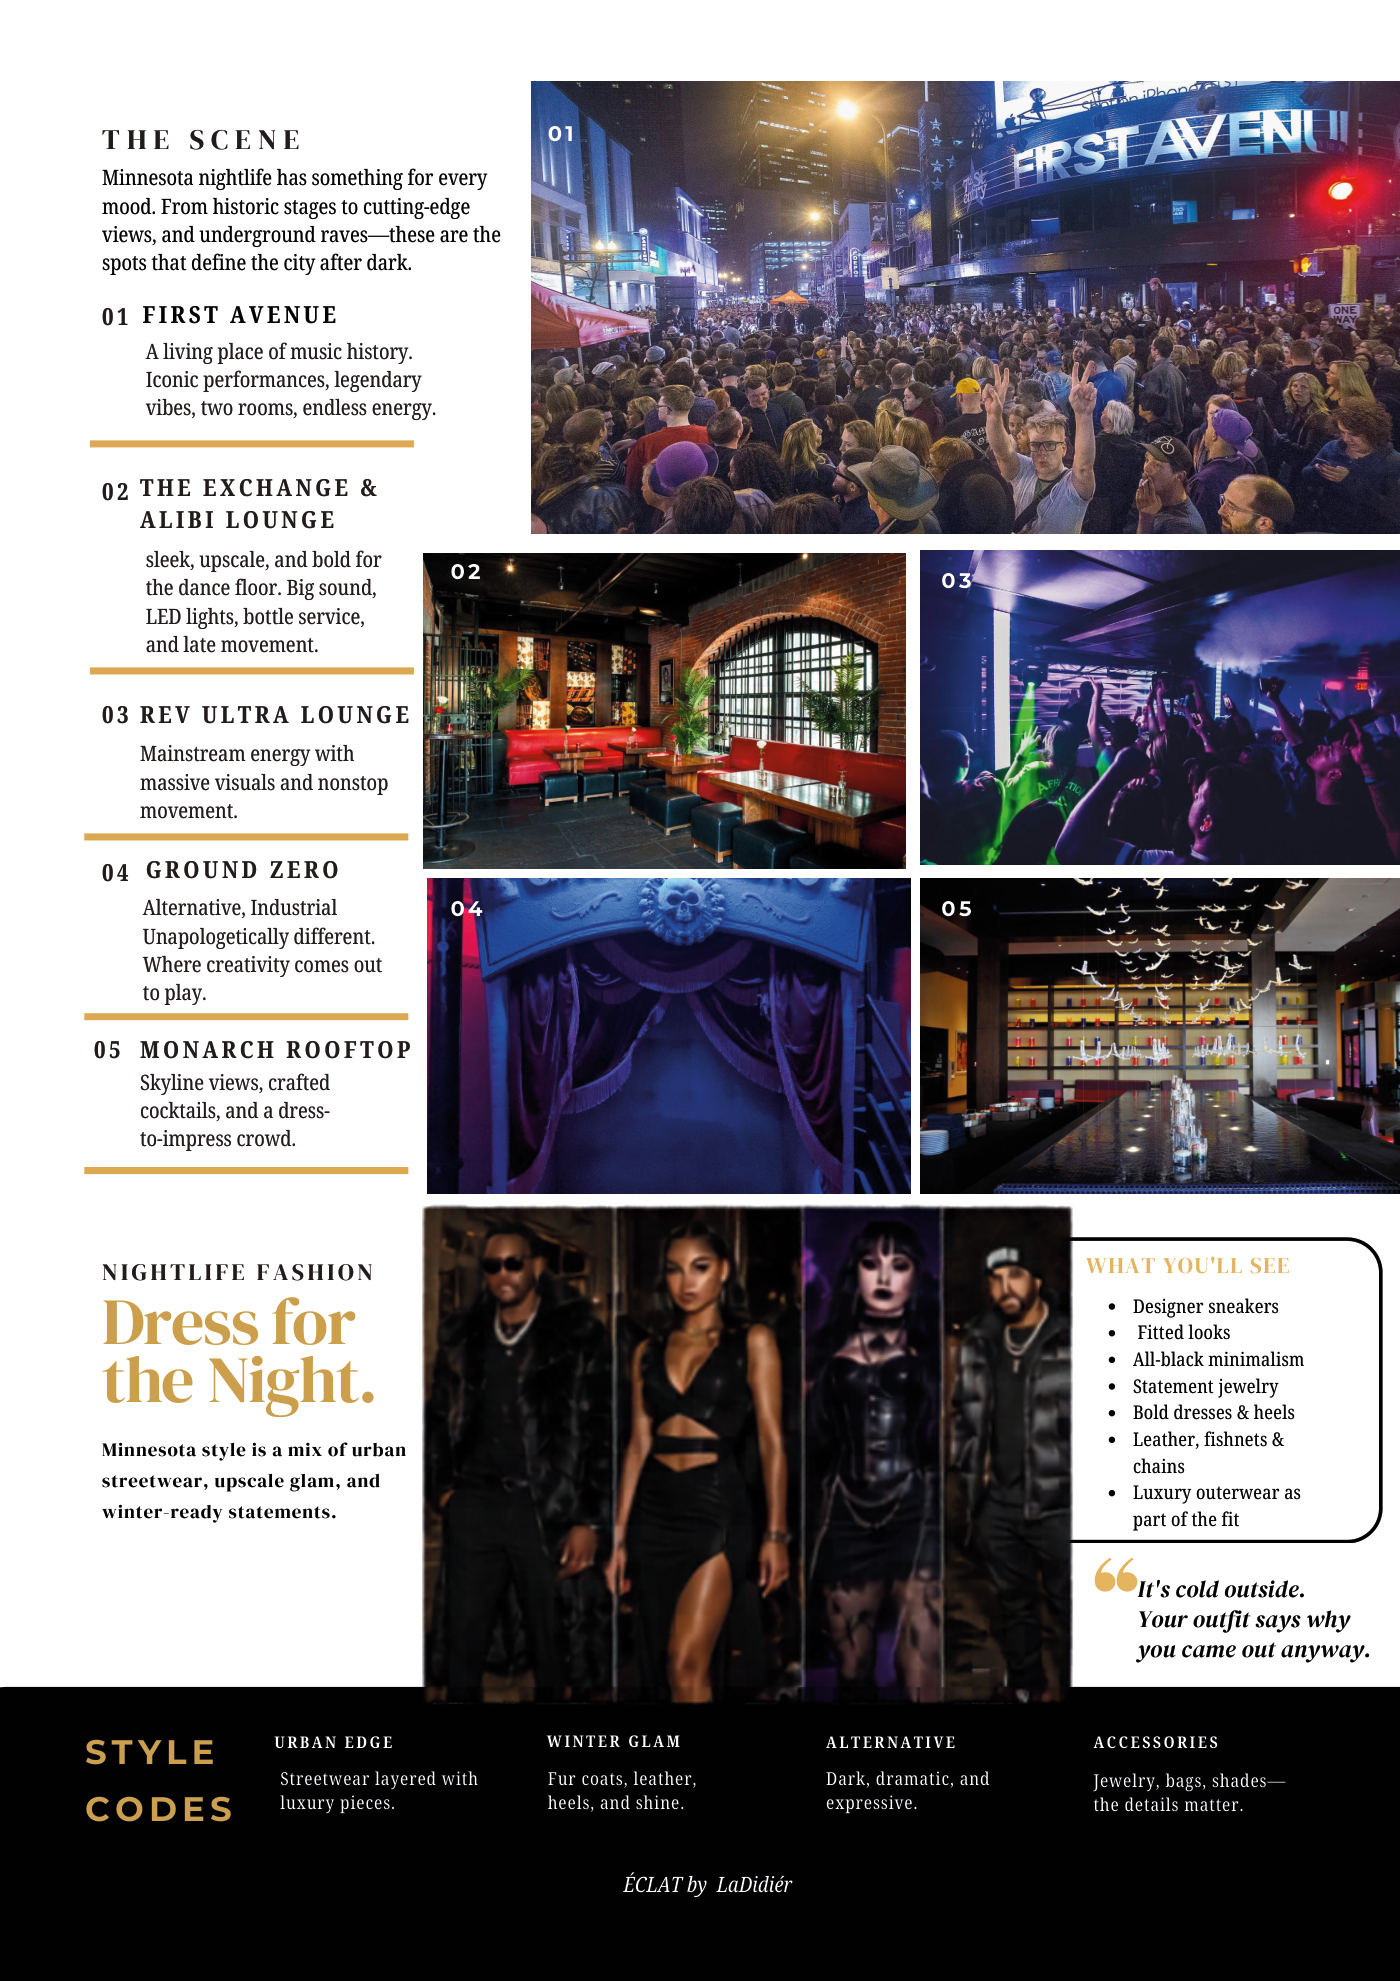 THE SCENE
Minnesota nightlife has something for every
mood. From historic stages to cutting-edge
views, and underground raves—these are the
spots that define the city after dark.
01 FIRST AVENUE
A living place of music history.
Iconic performances, legendary
vibes, two rooms, endless energy.
02 THE EXCHANGE &
ALIBI LOUNGE
sleek, upscale, and bold for
the dance floor. Big sound,
LED lights, bottle service,
and late movement.
03 REV ULTRA LOUNGE
Mainstream energy with
massive visuals and nonstop
movement.
04 GROUND ZERO
Alternative, Industrial
Unapologetically different.
Where creativity comes out
to play.
05 MONARCH ROOFTOP
Skyline views, crafted
cocktails, and a dress-
to-impress crowd.
01
iPhone
FIRST AVENU
ONE
WAY
02
03
04
05
NIGHTLIFE FASHION
Dress for
the Night.
Minnesota style is a mix of urban
streetwear, upscale glam, and
winter-ready statements.
WHAT YOU'LL SEE
• Designer sneakers
• Fitted looks
• All-black minimalism
• Statement jewelry
• Bold dresses & heels
• Leather, fishnets &
chains
• Luxury outerwear as
part of the fit
“It's cold outside.
Your outfit says why
you came out anyway.
STYLE
CODES
URBAN EDGE
Streetwear layered with
luxury pieces.
WINTER GLAM
Fur coats, leather,
heels, and shine.
ALTERNATIVE
Dark, dramatic, and
expressive.
ACCESSORIES
Jewelry, bags, shades—
the details matter.
ÉCLAT by LaDidiér